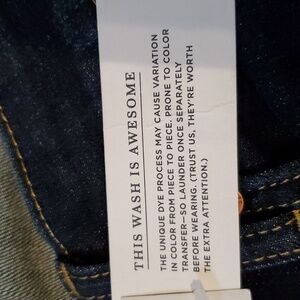 THIS WASH IS AWESOME
THE UNIQUE DYE PROCESS MAY CAUSE VARIATION
IN COLOR FROM PIECE TO PIECE. PRONE TO COLOR
TRANSFER—SO LAUNDER ONCE SEPARATELY
BEFORE WEARING. (TRUST US, THEY'RE WORTH
THE EXTRA ATTENTION.)